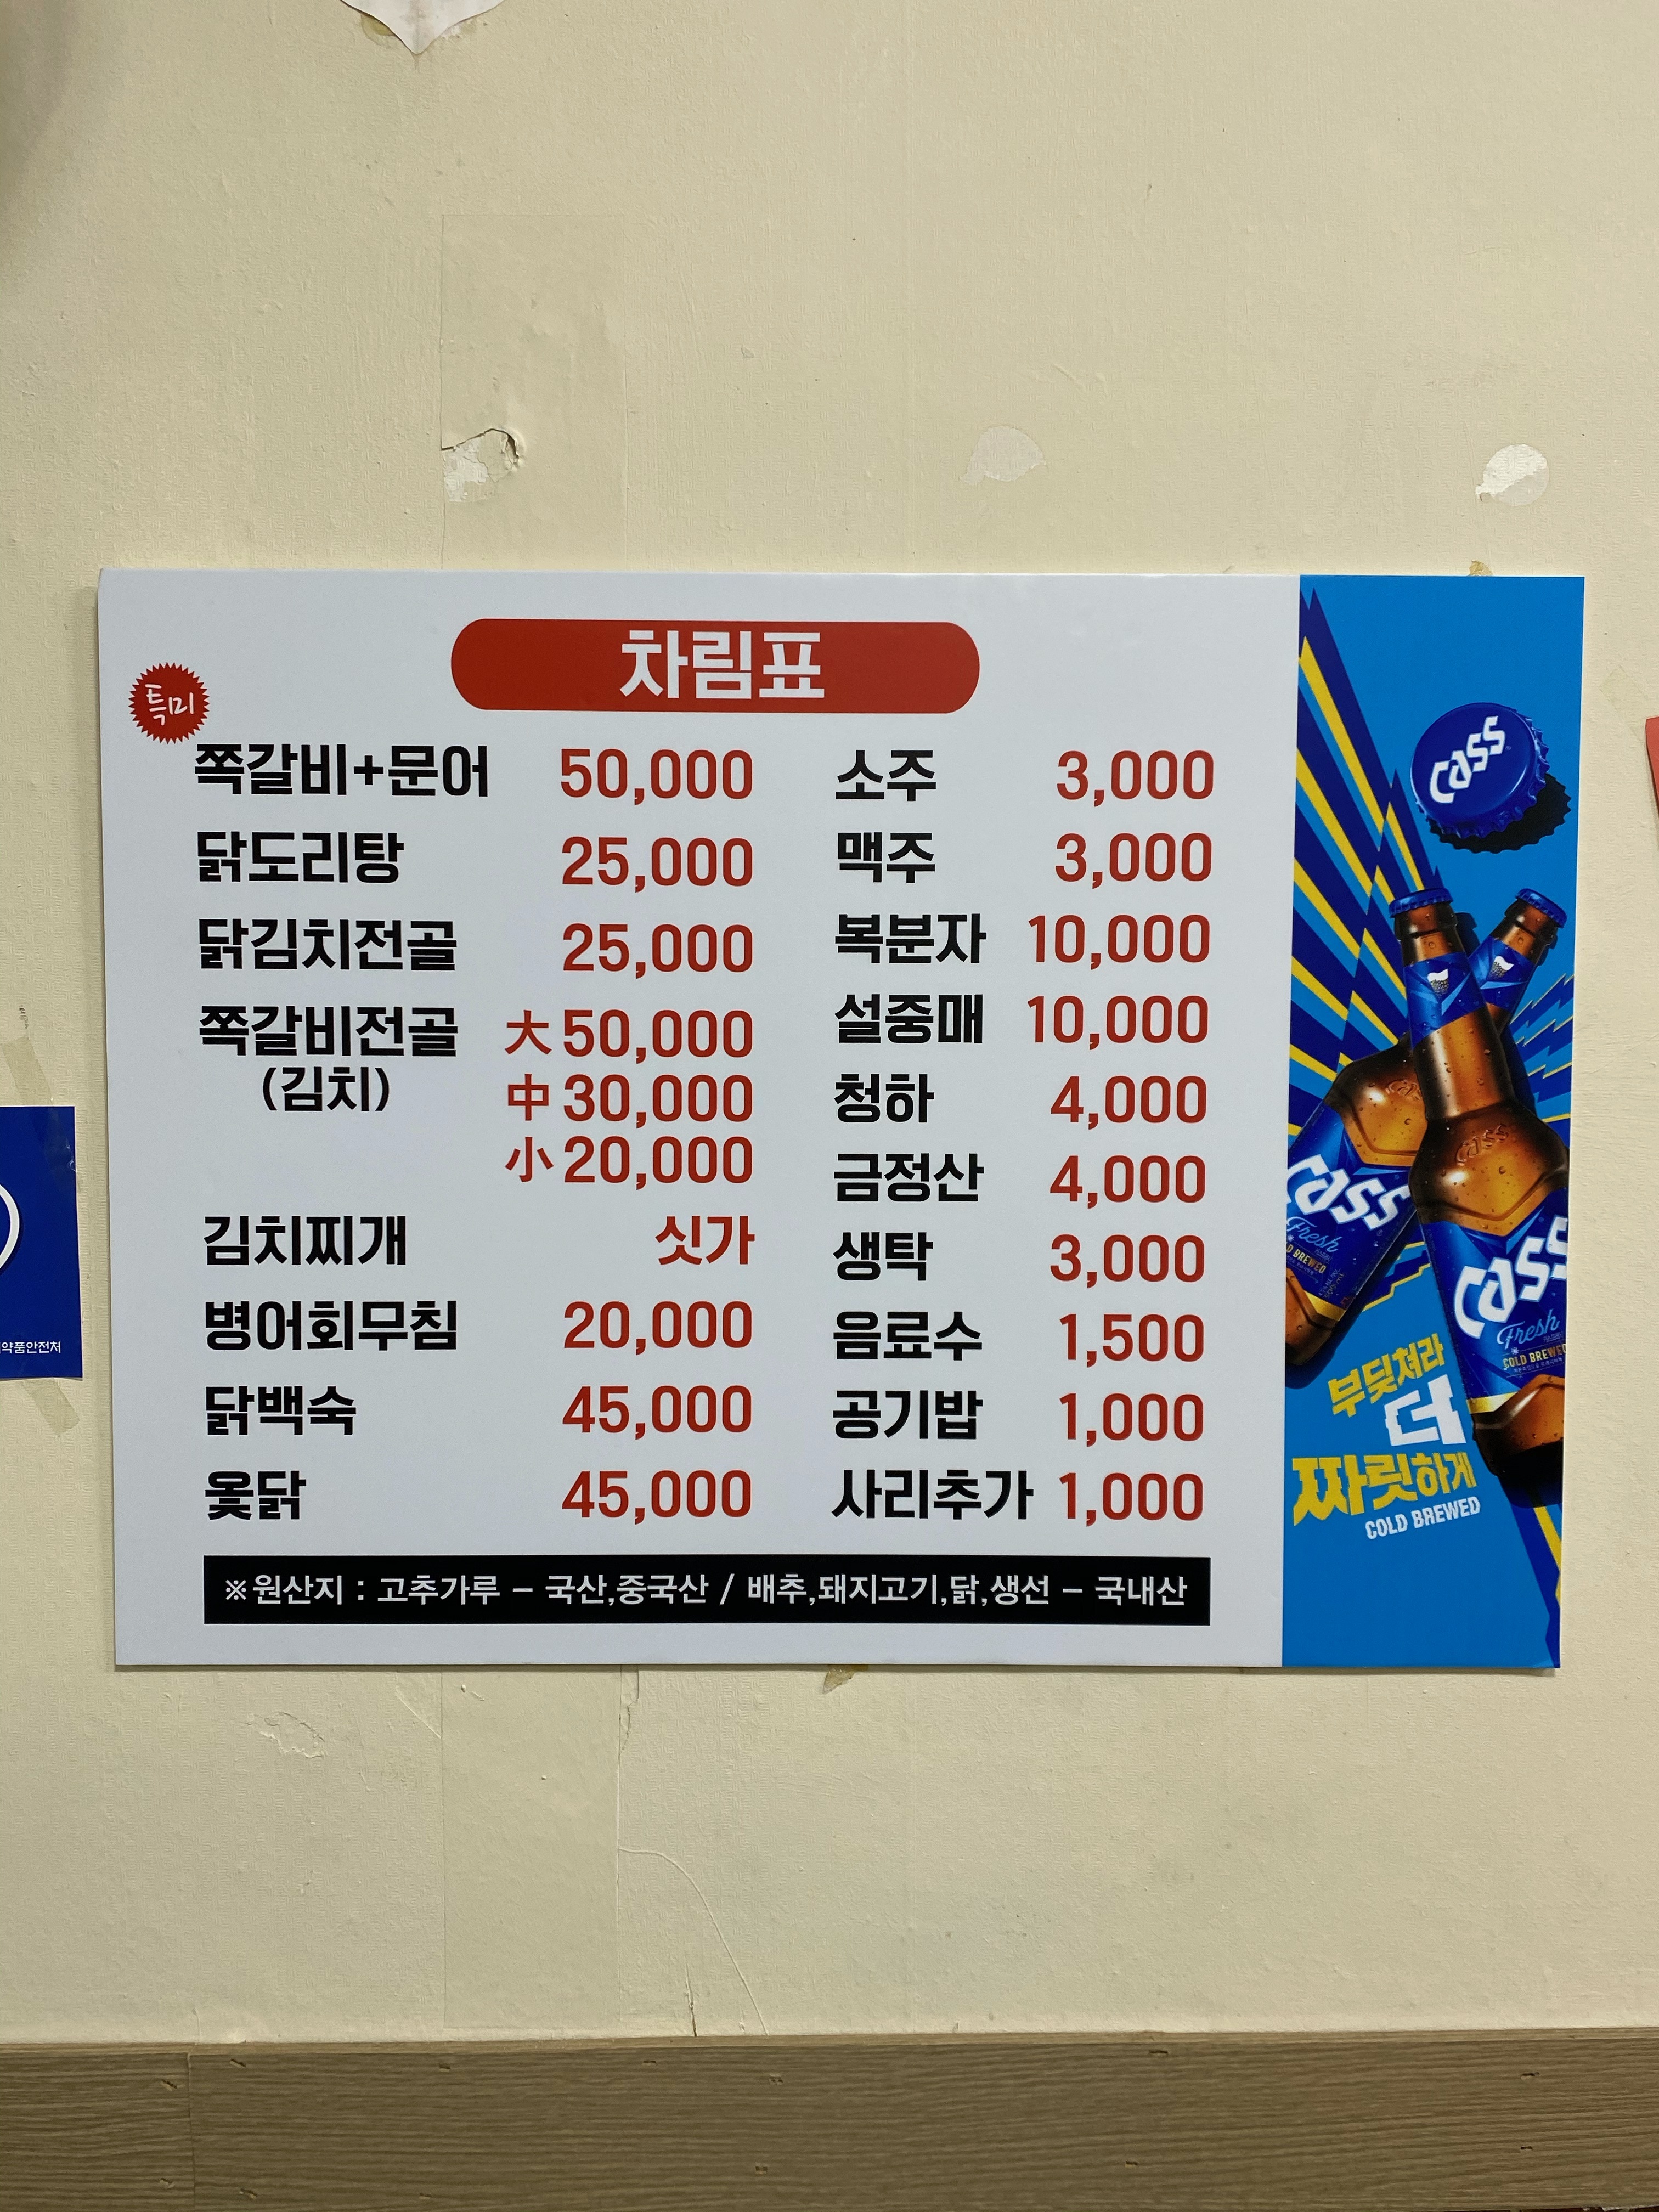 차림표
특미
쪽갈비+문어 50,000
닭도리탕 25,000
닭김치전골 25,000
쪽갈비전골 大 50,000
(김치) 中 30,000
小 20,000
김치찌개 싯가
병어회무침 20,000
닭백숙 45,000
옻닭 45,000
소주 3,000
맥주 3,000
복분자 10,000
설중매 10,000
청하 4,000
금정산 4,000
생탁 3,000
음료수 1,500
공기밥 1,000
사리추가 1,000
※원산지 : 고추가루 – 국산,중국산 / 배추,돼지고기,닭,생선 – 국내산
Cass
Cass
Cass
Fresh
COLD BREWED
Cass
Fresh
COLD BREWED
부딪쳐라
더
짜릿하게
COLD BREWED
약품안전처